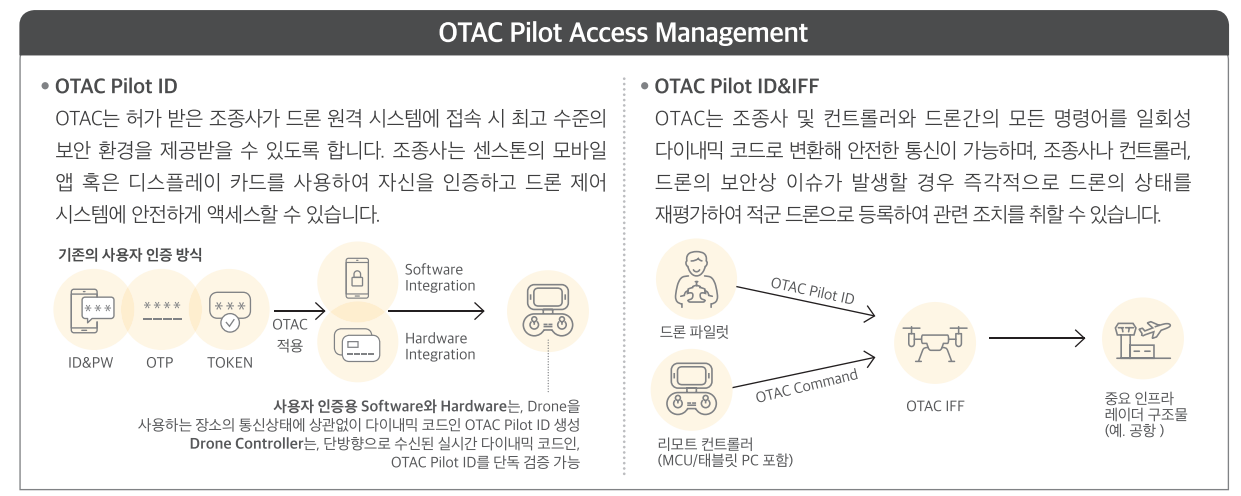 OTAC Pilot Access Management
• OTAC Pilot ID
OTAC는 허가 받은 조종사가 드론 원격 시스템에 접속 시 최고 수준의
보안 환경을 제공받을 수 있도록 합니다. 조종사는 센스톤의 모바일
앱 혹은 디스플레이 카드를 사용하여 자신을 인증하고 드론 제어
시스템에 안전하게 액세스할 수 있습니다.
기존의 사용자 인증 방식
***
****
***
ID&PW
OTP
TOKEN
OTAC
적용
Software
Integration
Hardware
Integration
사용자 인증용 Software와 Hardware는, Drone을
사용하는 장소의 통신상태에 상관없이 다이내믹 코드인 OTAC Pilot ID 생성
Drone Controller는, 단방향으로 수신된 실시간 다이내믹 코드인,
OTAC Pilot ID를 단독 검증 가능
• OTAC Pilot ID&IFF
OTAC는 조종사 및 컨트롤러와 드론간의 모든 명령어를 일회성
다이내믹 코드로 변환해 안전한 통신이 가능하며, 조종사나 컨트롤러,
드론의 보안상 이슈가 발생할 경우 즉각적으로 드론의 상태를
재평가하여 적군 드론으로 등록하여 관련 조치를 취할 수 있습니다.
드론 파일럿
OTAC Pilot ID
리모트 컨트롤러
(MCU/태블릿 PC 포함)
OTAC Command
OTAC IFF
중요 인프라
레이더 구조물
(예. 공항 )